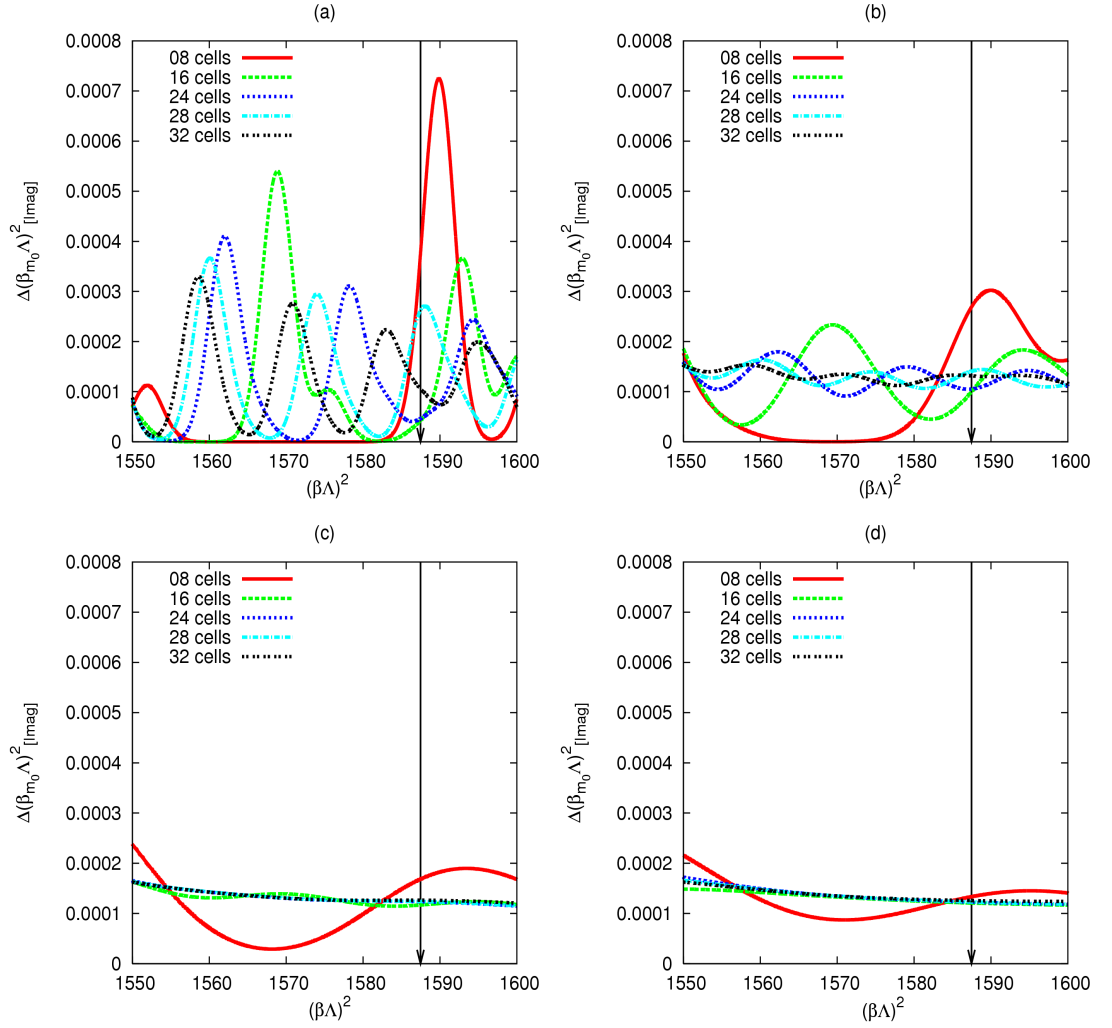 (a)
0.0008
0.0007
0.0006
0.0005
0.0004
0.0003
0.0002
0.0001
0
Δ(βm0Λ)²[Imag]
08 cells
16 cells
24 cells
28 cells
32 cells
1550 1560 1570 1580 1590 1600
(βΛ)²
(b)
0.0008
0.0007
0.0006
0.0005
0.0004
0.0003
0.0002
0.0001
0
Δ(βm0Λ)²[Imag]
08 cells
16 cells
24 cells
28 cells
32 cells
1550 1560 1570 1580 1590 1600
(βΛ)²
(c)
0.0008
0.0007
0.0006
0.0005
0.0004
0.0003
0.0002
0.0001
0
Δ(βm0Λ)²[Imag]
08 cells
16 cells
24 cells
28 cells
32 cells
1550 1560 1570 1580 1590 1600
(βΛ)²
(d)
0.0008
0.0007
0.0006
0.0005
0.0004
0.0003
0.0002
0.0001
0
Δ(βm0Λ)²[Imag]
08 cells
16 cells
24 cells
28 cells
32 cells
1550 1560 1570 1580 1590 1600
(βΛ)²